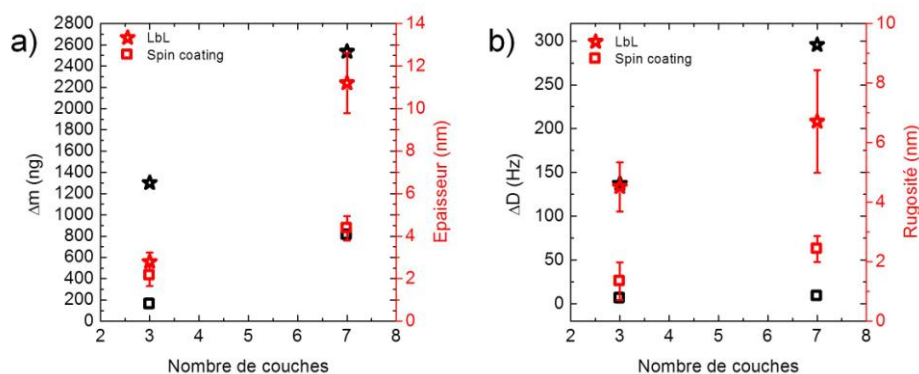 a)
LbL
Spin coating
2800
2600
2400
2200
2000
1800
1600
1400
1200
1000
800
600
400
200
0
Δm (ng)
14
12
10
8
6
4
2
0
Epaisseur (nm)
2 3 4 5 6 7 8
Nombre de couches
b)
LbL
Spin coating
300
250
200
150
100
50
0
ΔD (Hz)
10
8
6
4
2
0
Rugosité (nm)
2 3 4 5 6 7 8
Nombre de couches